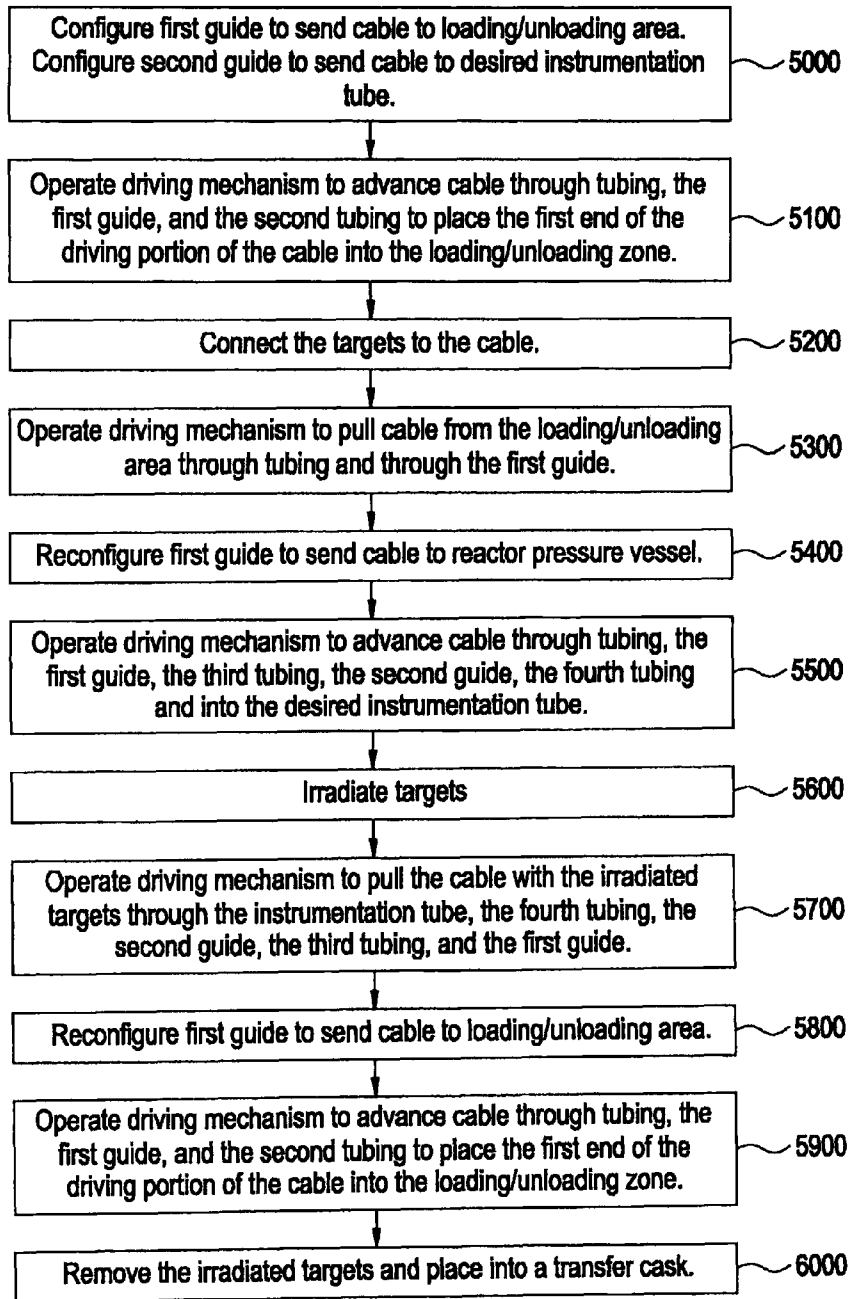 Configure first guide to send cable to loading/unloading area.
Configure second guide to send cable to desired instrumentation
tube.
5000
Operate driving mechanism to advance cable through tubing, the
first guide, and the second tubing to place the first end of the
driving portion of the cable into the loading/unloading zone.
5100
Connect the targets to the cable.
5200
Operate driving mechanism to pull cable from the loading/unloading
area through tubing and through the first guide.
5300
Reconfigure first guide to send cable to reactor pressure vessel.
5400
Operate driving mechanism to advance cable through tubing, the
first guide, the third tubing, the second guide, the fourth tubing
and into the desired instrumentation tube.
5500
Irradiate targets
5600
Operate driving mechanism to pull the cable with the irradiated
targets through the instrumentation tube, the fourth tubing, the
second guide, the third tubing, and the first guide.
5700
Reconfigure first guide to send cable to loading/unloading area.
5800
Operate driving mechanism to advance cable through tubing, the
first guide, and the second tubing to place the first end of the
driving portion of the cable into the loading/unloading zone.
5900
Remove the irradiated targets and place into a transfer cask.
6000